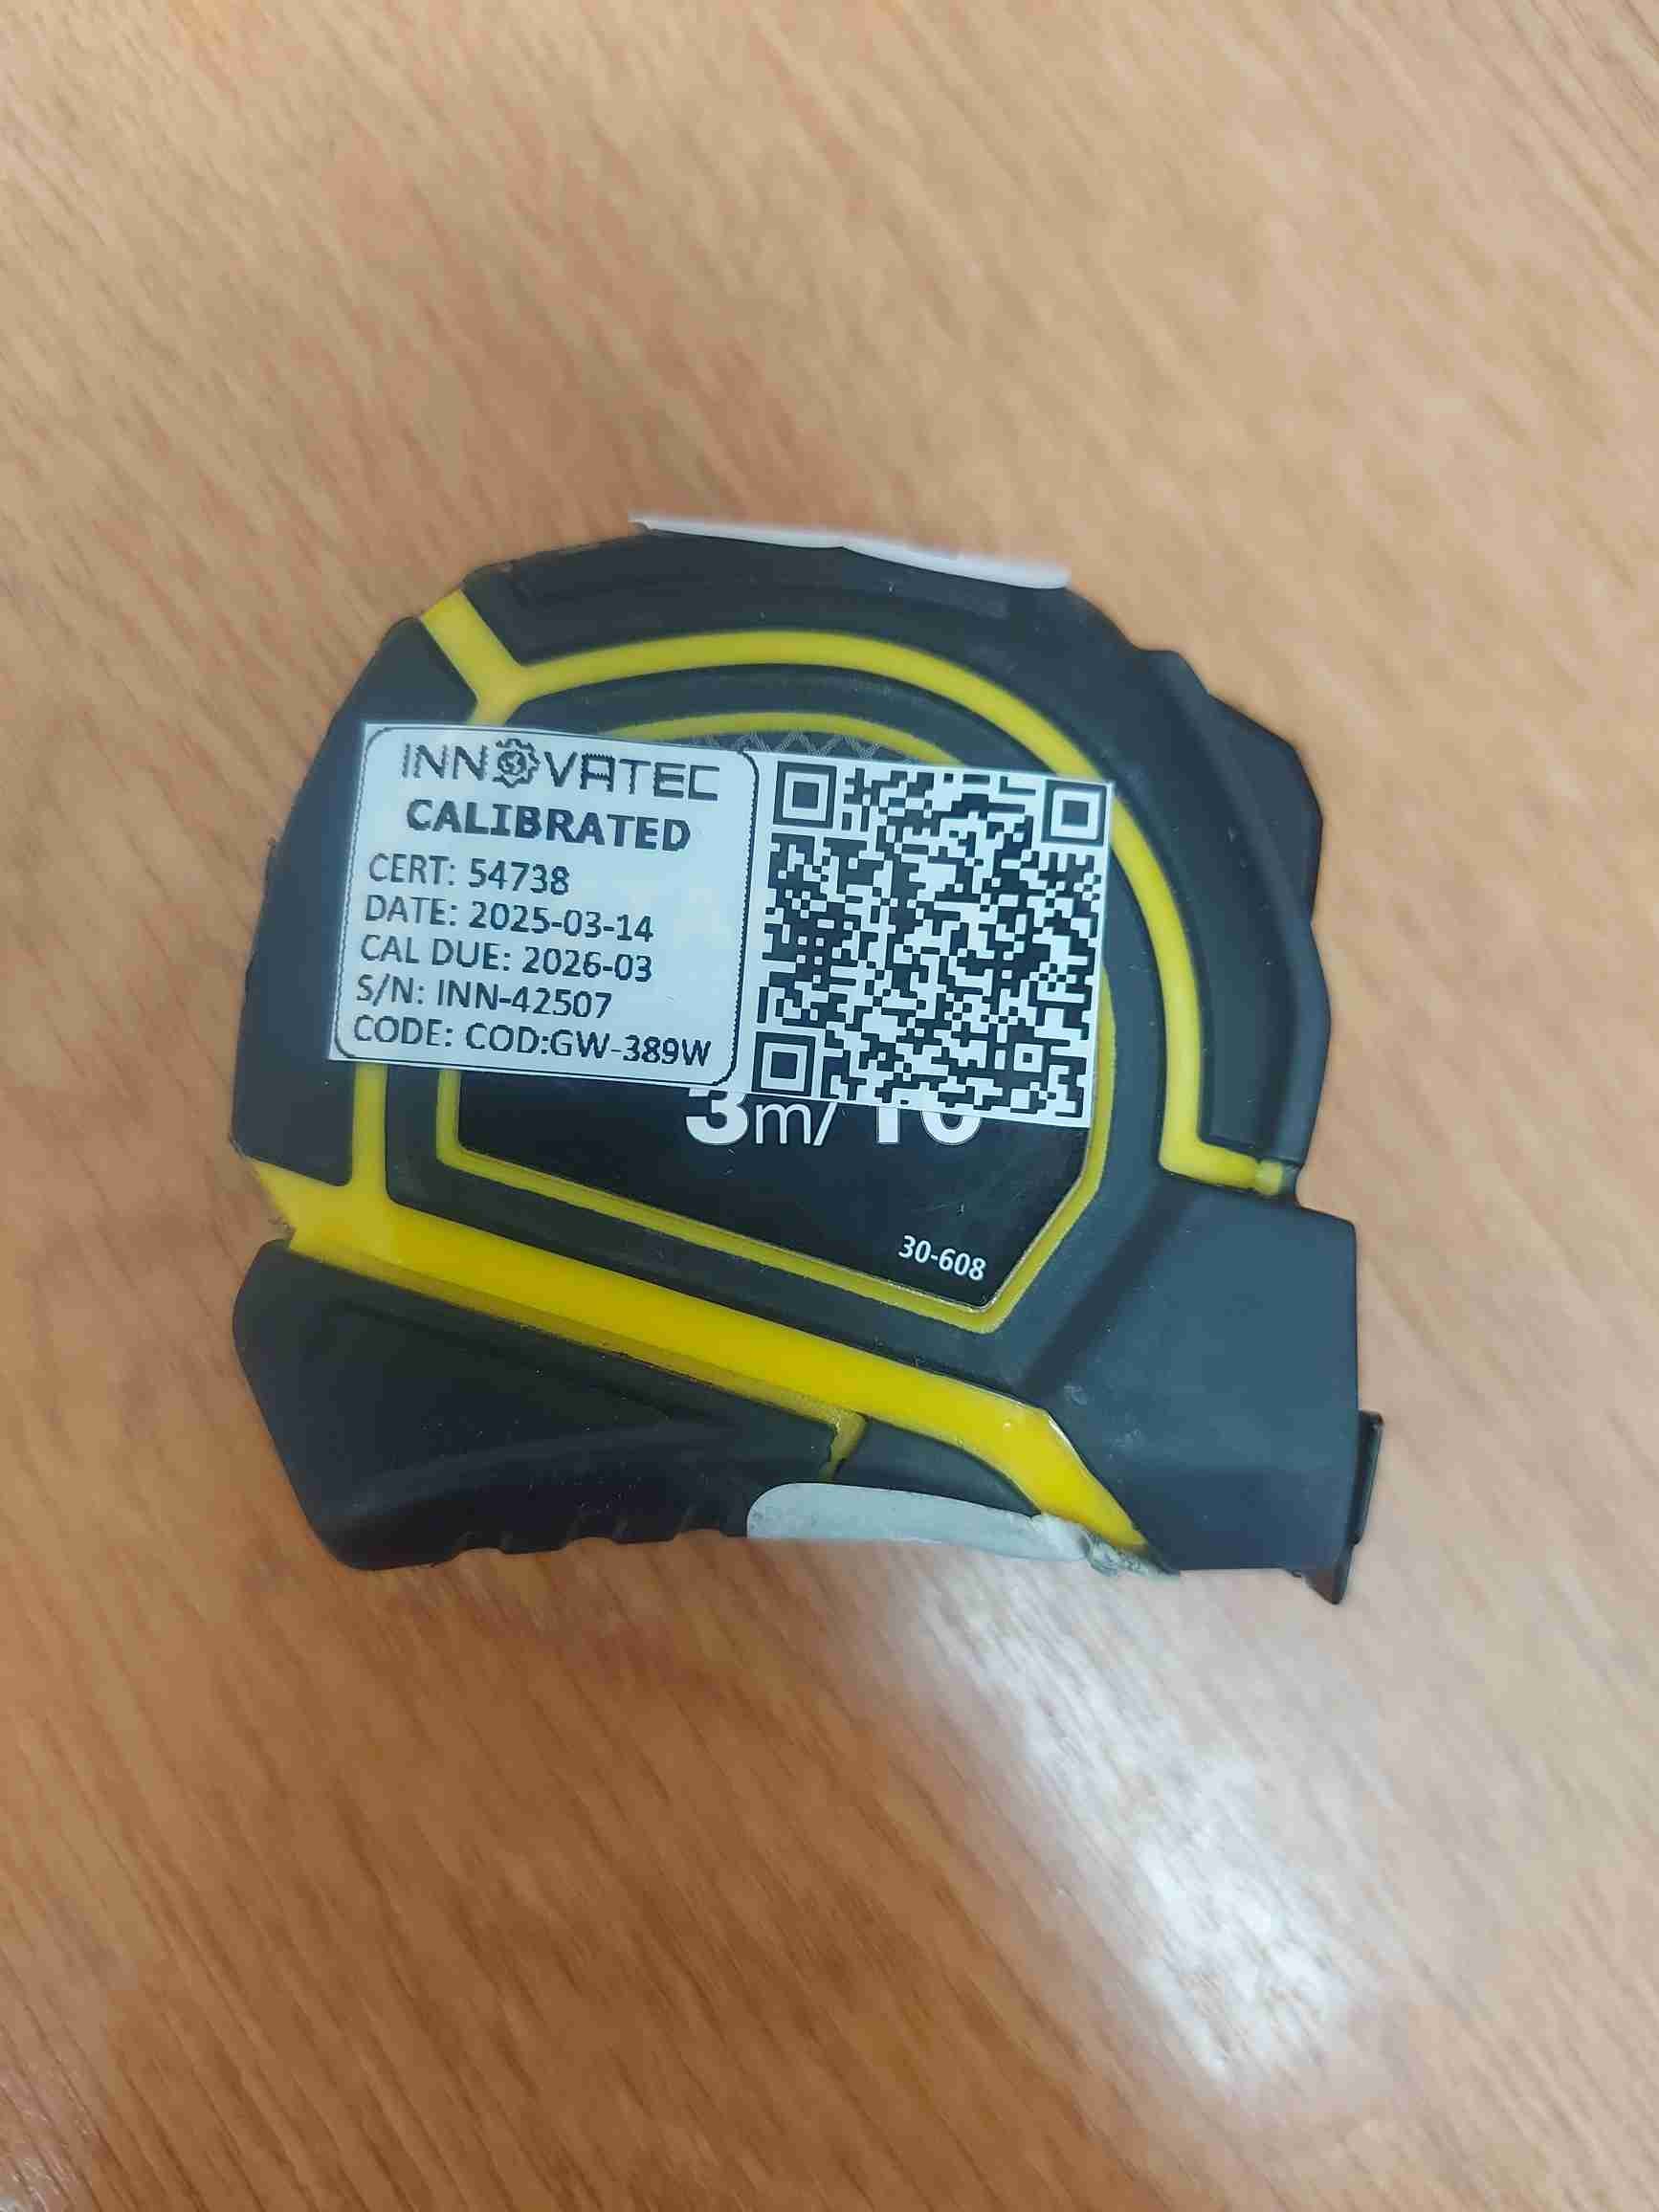 INNOVATEC
CALIBRATED
CERT: 54738
DATE: 2025-03-14
CAL DUE: 2026-03
S/N: INN-42507
CODE: COD:GW-389W
3m/
30-608